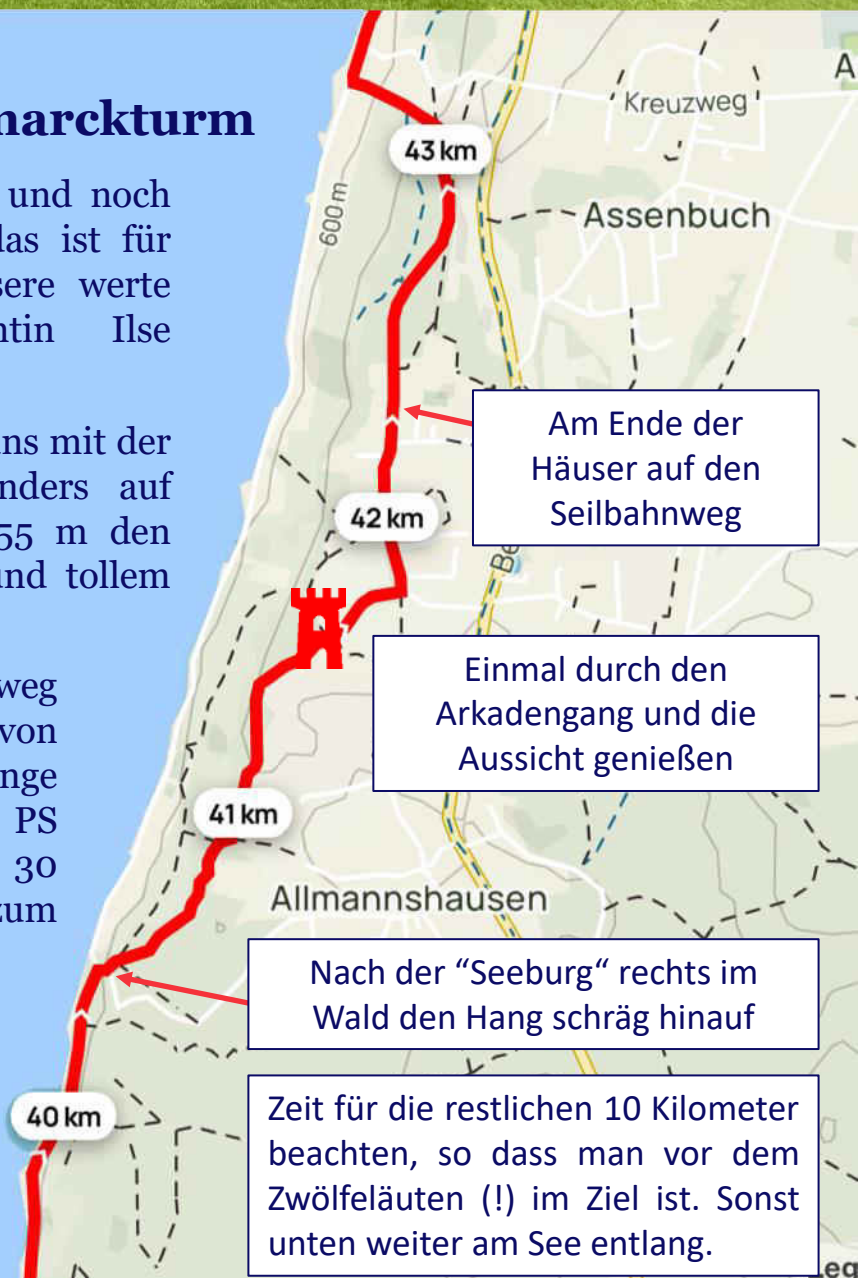 narckturm
und noch
das ist für
sere werte
ntin Ilse
uns mit der
nders auf
55 m den
und tollem
weg
von
nge
PS
30
zum
Kreuzweg
A
43 km
600 m
Assenbuch
Am Ende der
Häuser auf den
Seilbahnweg
42 km
Be
Einmal durch den
Arkadengang und die
Aussicht genießen
41 km
Allmannshausen
Nach der “Seeburg“ rechts im
Wald den Hang schräg hinauf
40 km
Zeit für die restlichen 10 Kilometer
beachten, so dass man vor dem
Zwölfeläuten (!) im Ziel ist. Sonst
unten weiter am See entlang.